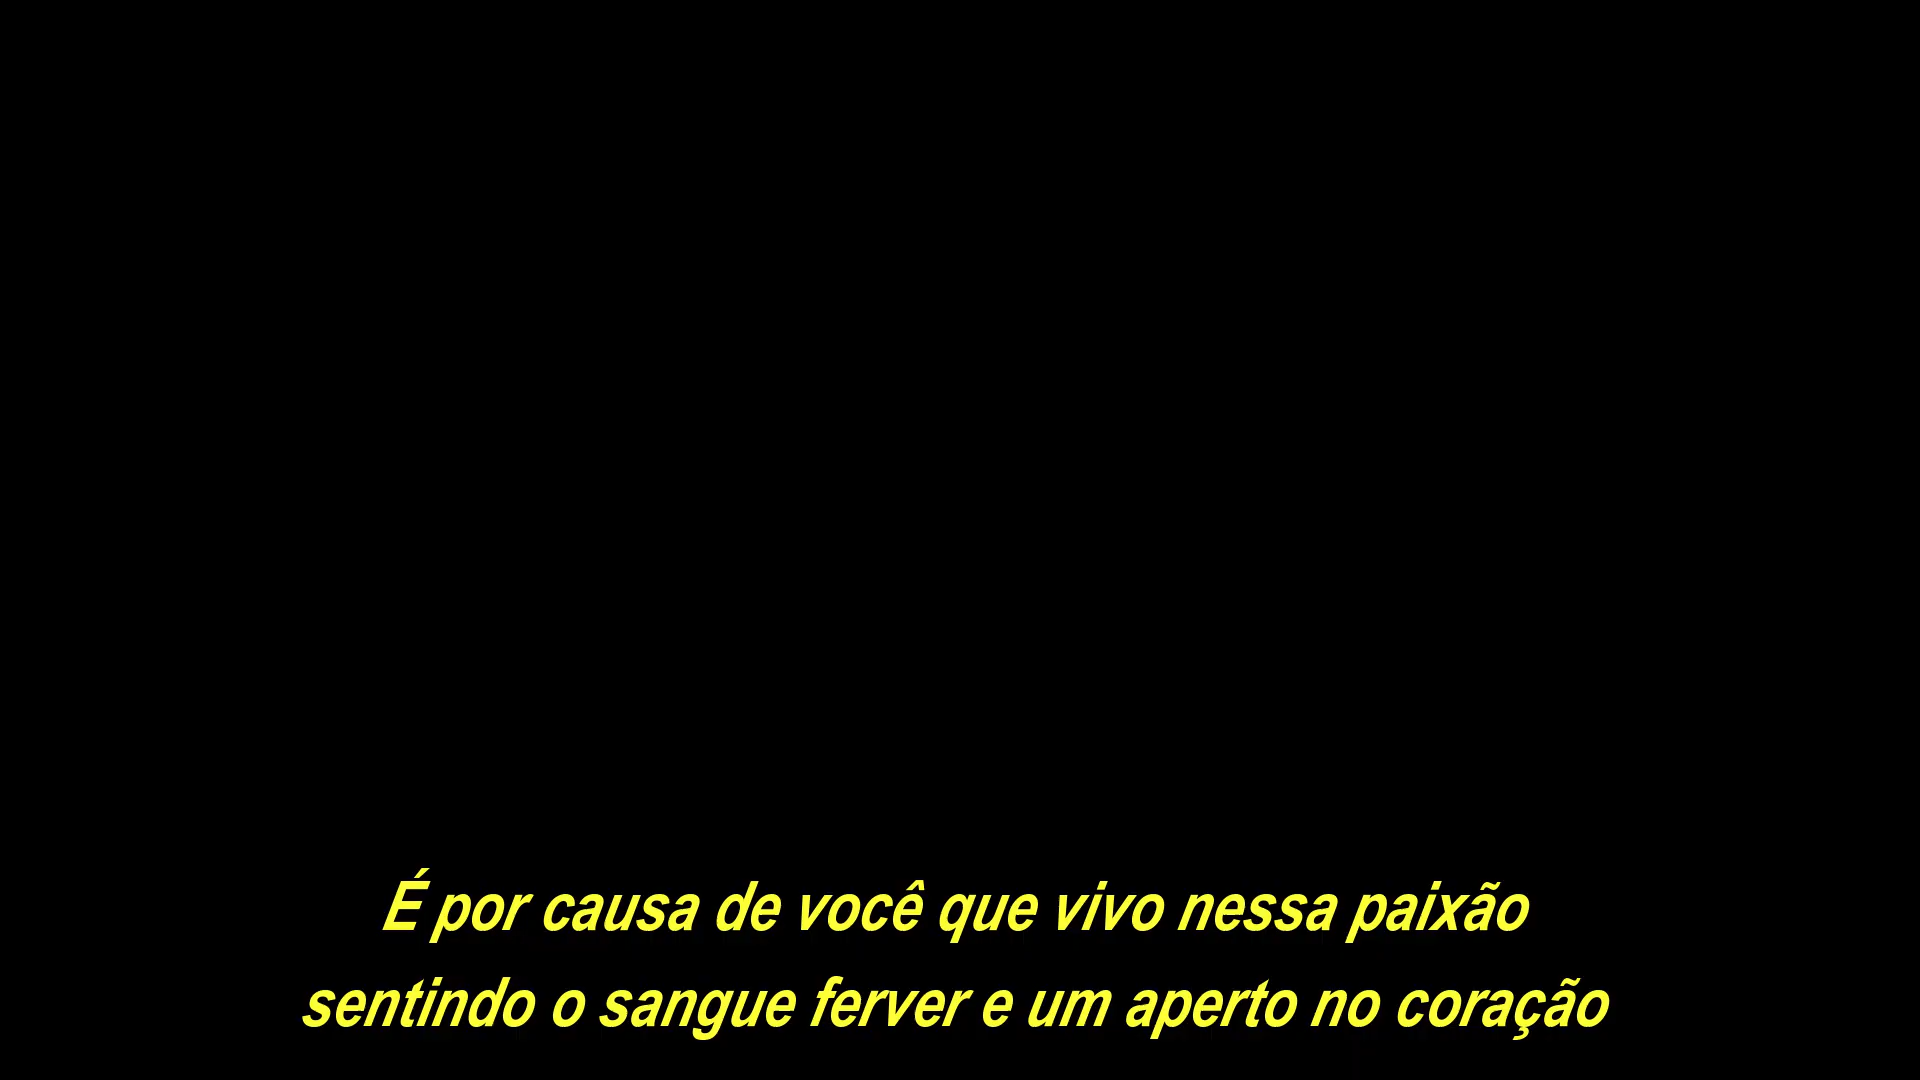 É por causa de você que vivo nessa paixão
sentindo o sangue ferver e um aperto no coração